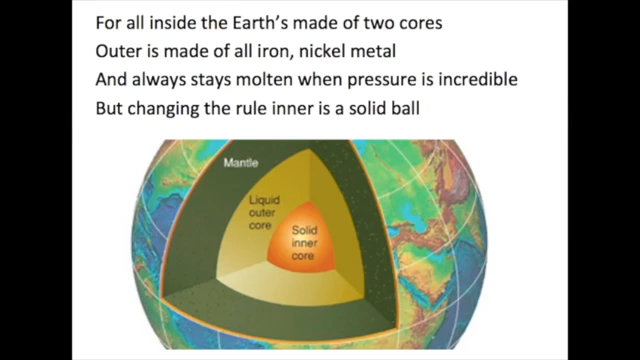 For all inside the Earth's made of two cores
Outer is made of all iron, nickel metal
And always stays molten when pressure is incredible
But changing the rule inner is a solid ball
Mantle
Liquid
outer
core
Solid
inner
core